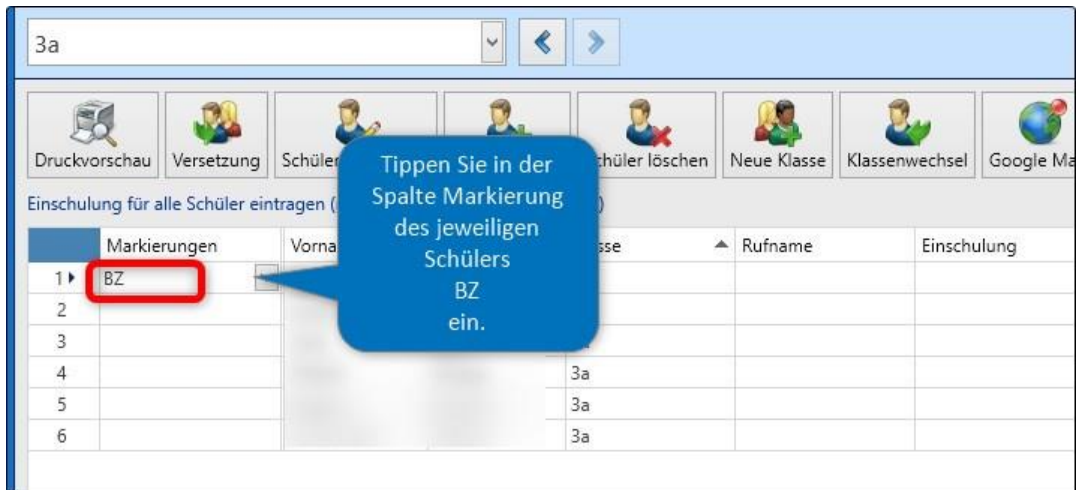 3a
Druckvorschau Versetzung Schüler chüler löschen Neue Klasse Klassenwechsel Google Ma
Einschulung für alle Schüler eintragen (
)
Markierungen Vorna sse Rufname Einschulung
1 BZ
2
3
4 3a
5 3a
6 3a
Tippen Sie in der
Spalte Markierung
des jeweiligen
Schülers
BZ
ein.